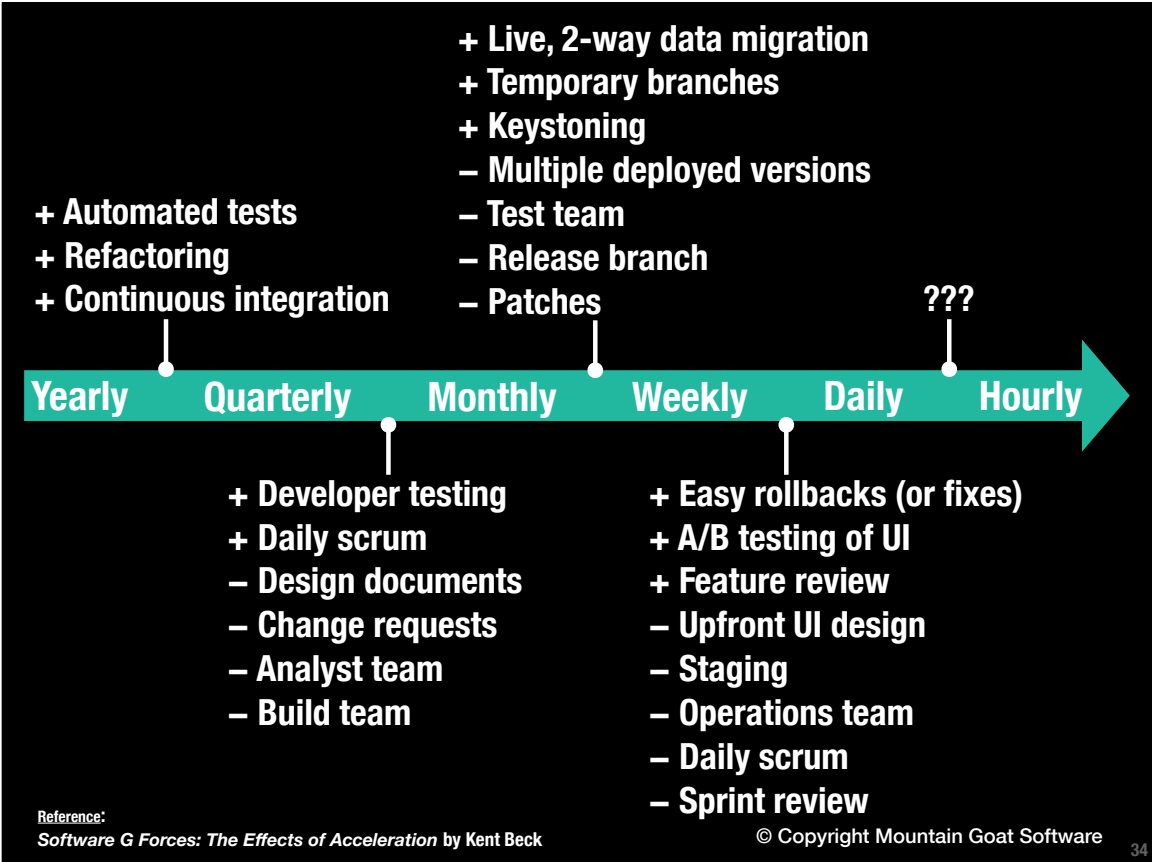 + Live, 2-way data migration
+ Temporary branches
+ Keystoning
– Multiple deployed versions
– Test team
– Release branch
– Patches
+ Automated tests
+ Refactoring
+ Continuous integration
???
Yearly Quarterly Monthly Weekly Daily Hourly
+ Developer testing
+ Daily scrum
– Design documents
– Change requests
– Analyst team
– Build team
+ Easy rollbacks (or fixes)
+ A/B testing of UI
+ Feature review
– Upfront UI design
– Staging
– Operations team
– Daily scrum
– Sprint review
Reference:
Software G Forces: The Effects of Acceleration by Kent Beck
© Copyright Mountain Goat Software
34